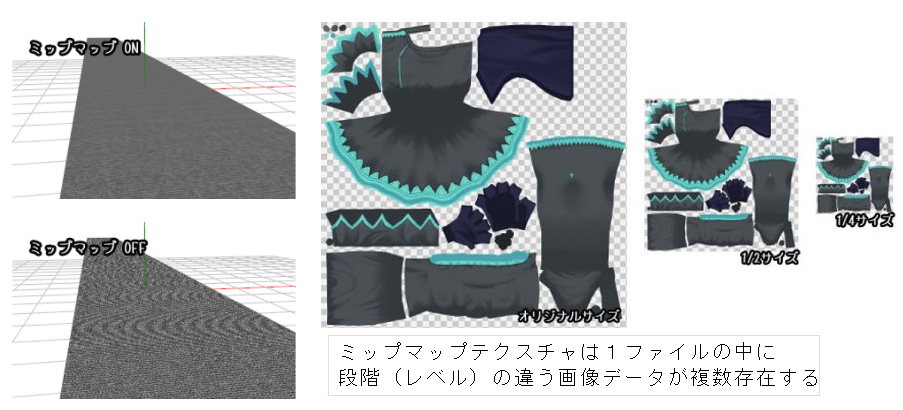 ミップマップ ON
ミップマップ OFF
オリジナルサイズ
1/2サイズ
1/4サイズ
ミップマップテクスチャは１ファイルの中に
段階（レベル）の違う画像データが複数存在する